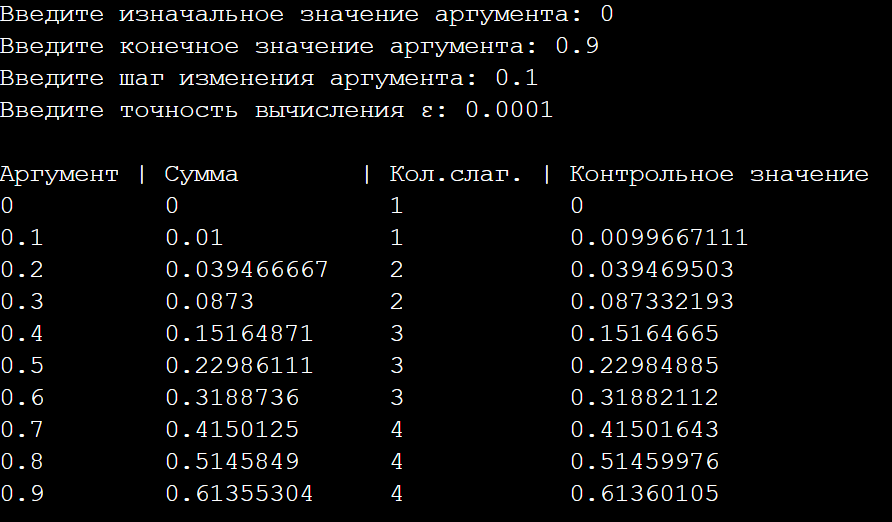 Введите изначальное значение аргумента: 0
Введите конечное значение аргумента: 0.9
Введите шаг изменения аргумента: 0.1
Введите точность вычисления ε: 0.0001
Аргумент | Сумма | Кол.слаг. | Контрольное значение
0 0 1 0
0.1 0.01 1 0.0099667111
0.2 0.039466667 2 0.039469503
0.3 0.0873 2 0.087332193
0.4 0.15164871 3 0.15164665
0.5 0.22986111 3 0.22984885
0.6 0.3188736 3 0.31882112
0.7 0.4150125 4 0.41501643
0.8 0.5145849 4 0.51459976
0.9 0.61355304 4 0.61360105